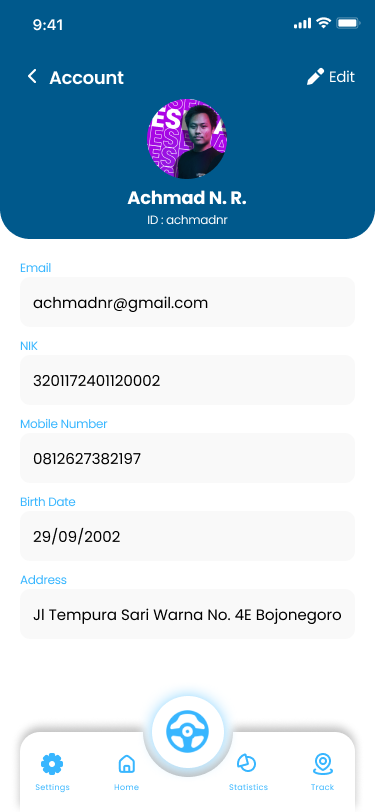 9:41
Account
Edit
Achmad N. R.
ID : achmadnr
Email
achmadnr@gmail.com
NIK
3201172401120002
Mobile Number
0812627382197
Birth Date
29/09/2002
Address
Jl Tempura Sari Warna No. 4E Bojonegoro
Settings
Home
Statistics
Track